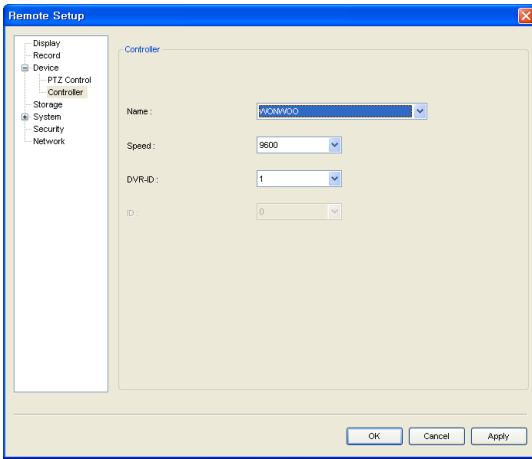 Remote Setup
Display
Record
Device
PTZ Control
Controller
Storage
System
Security
Network
Controller
Name :
WONWOO
Speed :
9600
DVR-ID :
1
ID :
0
OK
Cancel
Apply